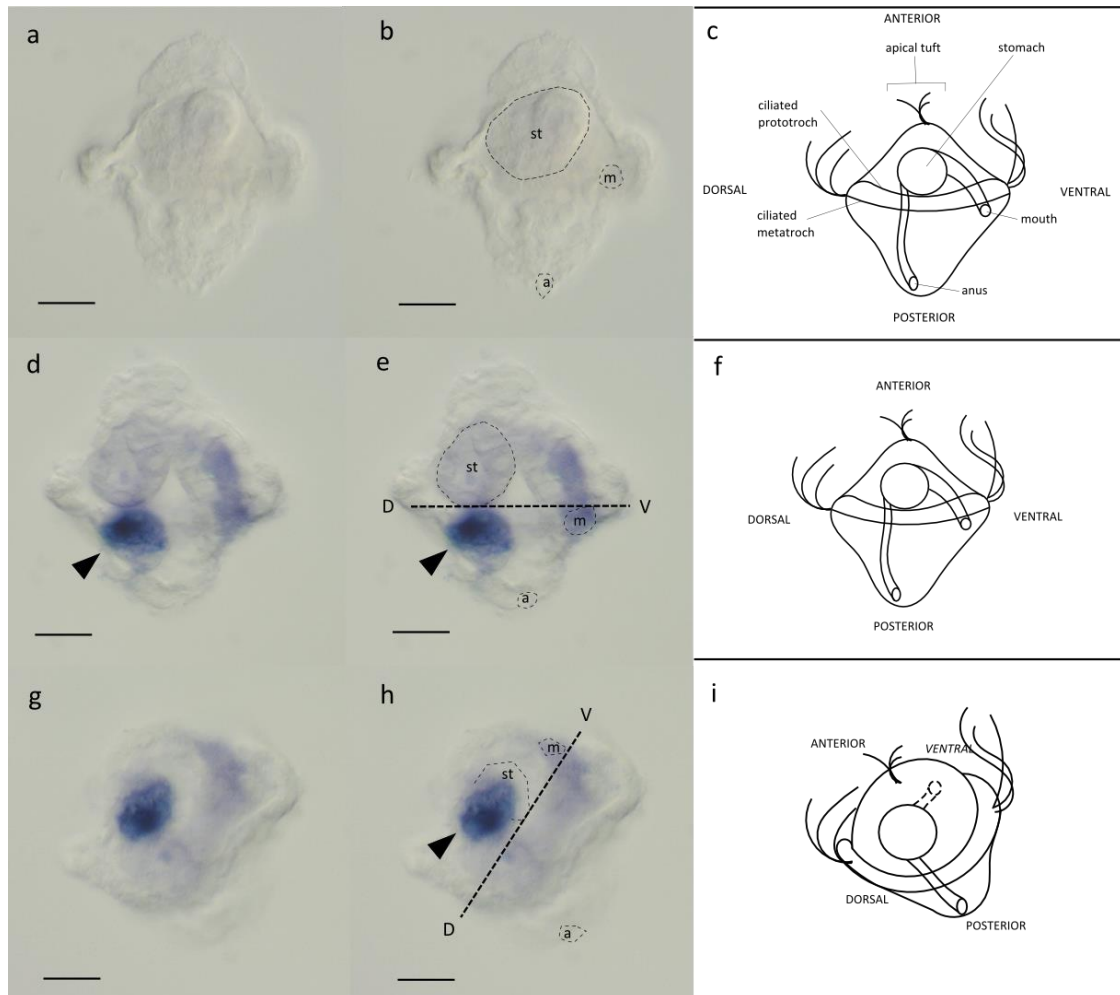 a
b
st
m
a
c
ANTERIOR
apical tuft
stomach
ciliated
prototroch
DORSAL
VENTRAL
ciliated
metatroch
mouth
anus
POSTERIOR
d
e
st
D
V
m
a
f
ANTERIOR
DORSAL
VENTRAL
POSTERIOR
g
h
V
m
st
D
a
i
ANTERIOR
VENTRAL
DORSAL
POSTERIOR